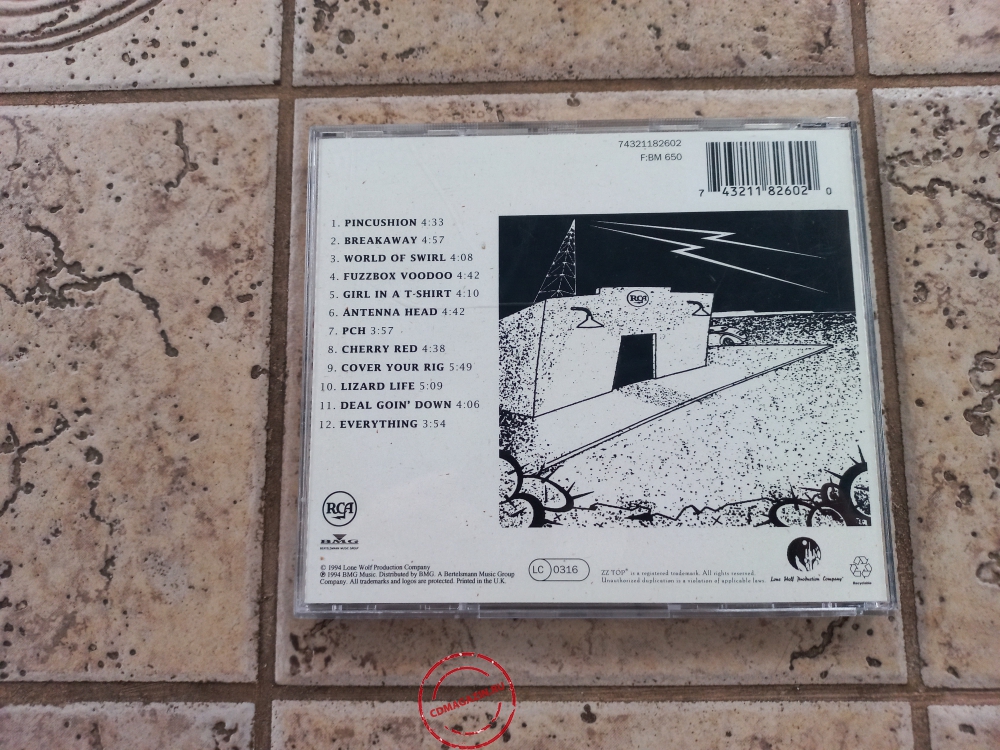 74321182602
F:BM 650
7 43211 82602 0
1. PINCUSHION 4:33
2. BREAKAWAY 4:57
3. WORLD OF SWIRL 4:08
4. FUZZBOX VOODOO 4:42
5. GIRL IN A T-SHIRT 4:10
6. ANTENNA HEAD 4:42
7. PCH 3:57
8. CHERRY RED 4:38
9. COVER YOUR RIG 5:49
10. LIZARD LIFE 5:09
11. DEAL GOIN' DOWN 4:06
12. EVERYTHING 3:54
RCA
RCA
BMG
BERTELSMANN MUSIC GROUP
© 1994 Lone Wolf Production Company
℗ 1994 BMG Music. Distributed by BMG. A Bertelsmann Music Group
Company. All trademarks and logos are protected. Printed in the U.K.
LC 0316
ZZ TOP® is a registered trademark. All rights reserved.
Unauthorized duplication is a violation of applicable laws.
Lone Wolf Production Company
Recyclable